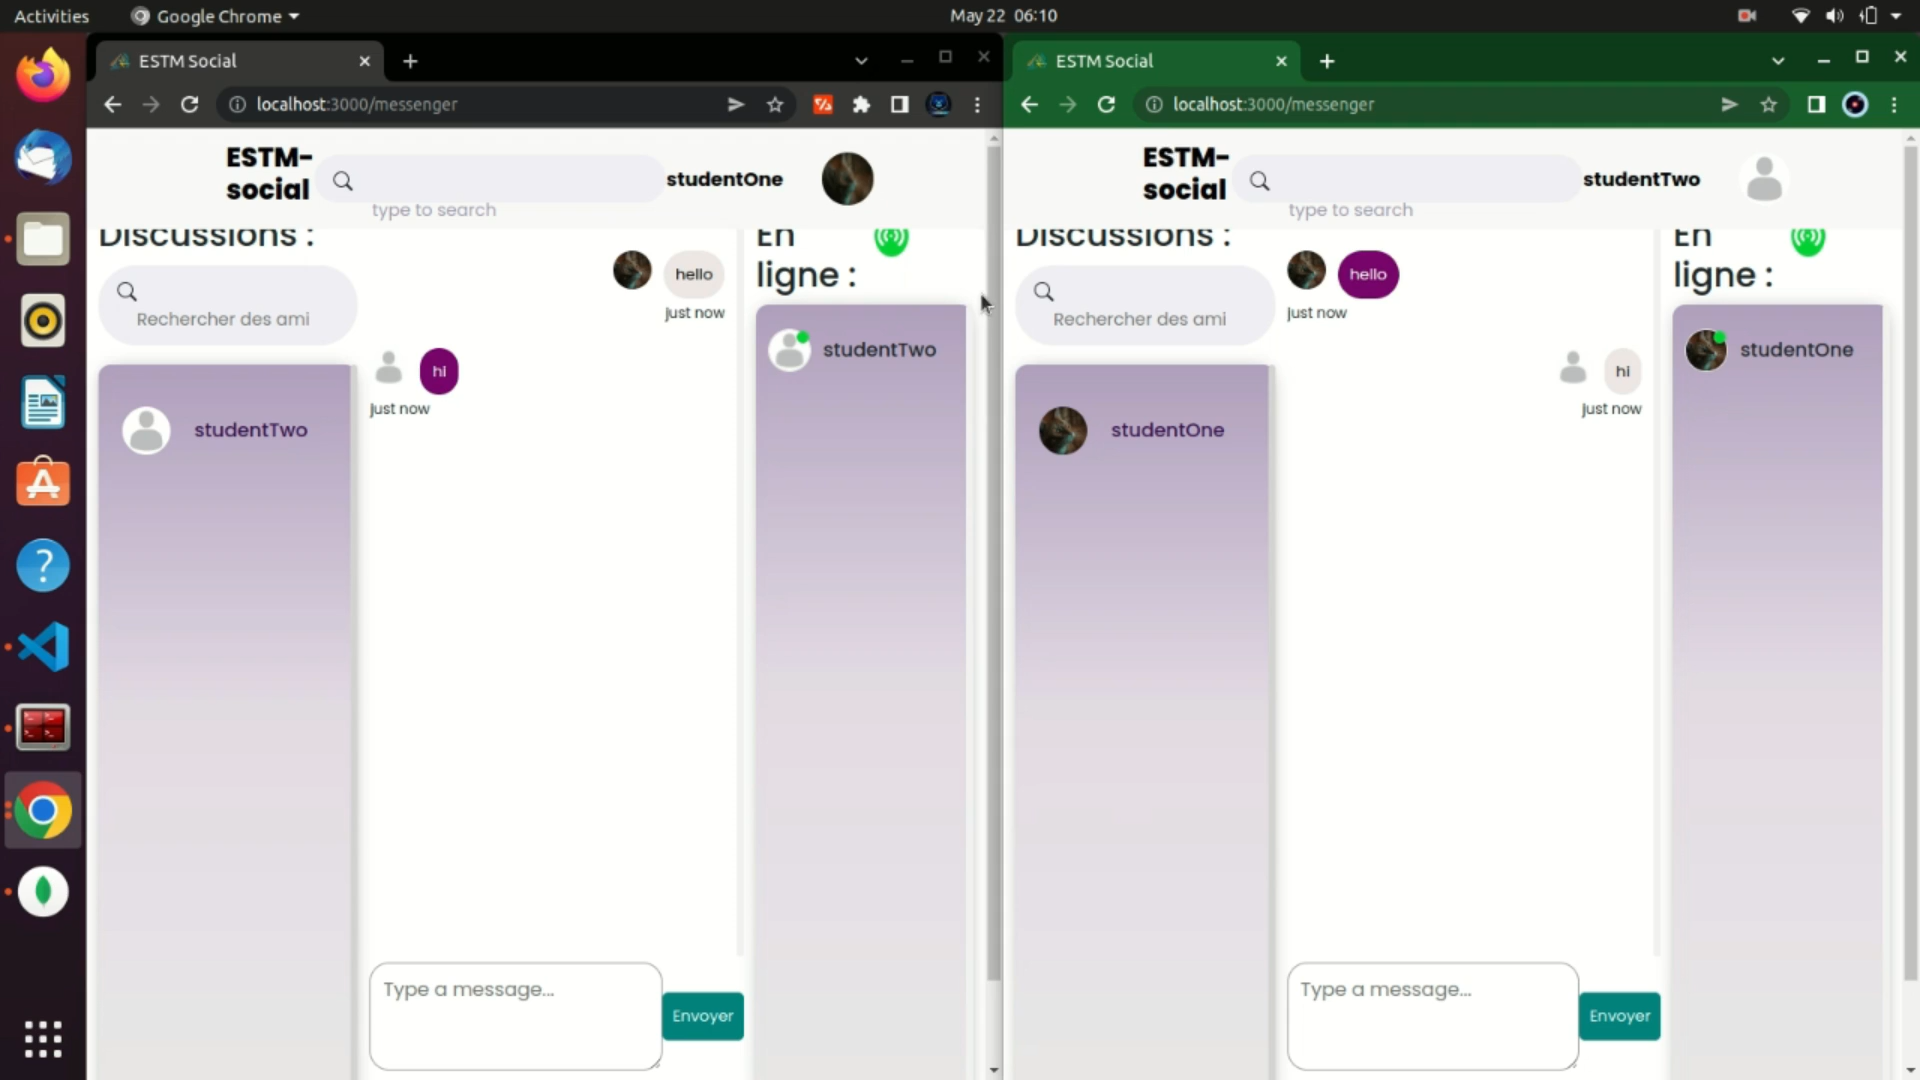 Activities
Google Chrome
May 22 06:10
ESTM Social
localhost:3000/messenger
ESTM-
social
type to search
studentOne
Discussions :
Rechercher des ami
studentTwo
hello
Just now
hi
Just now
Type a message...
Envoyer
En
ligne :
studentTwo
ESTM Social
localhost:3000/messenger
ESTM-
social
type to search
studentTwo
Discussions :
Rechercher des ami
studentOne
hello
Just now
hi
Just now
Type a message...
Envoyer
En
ligne :
studentOne